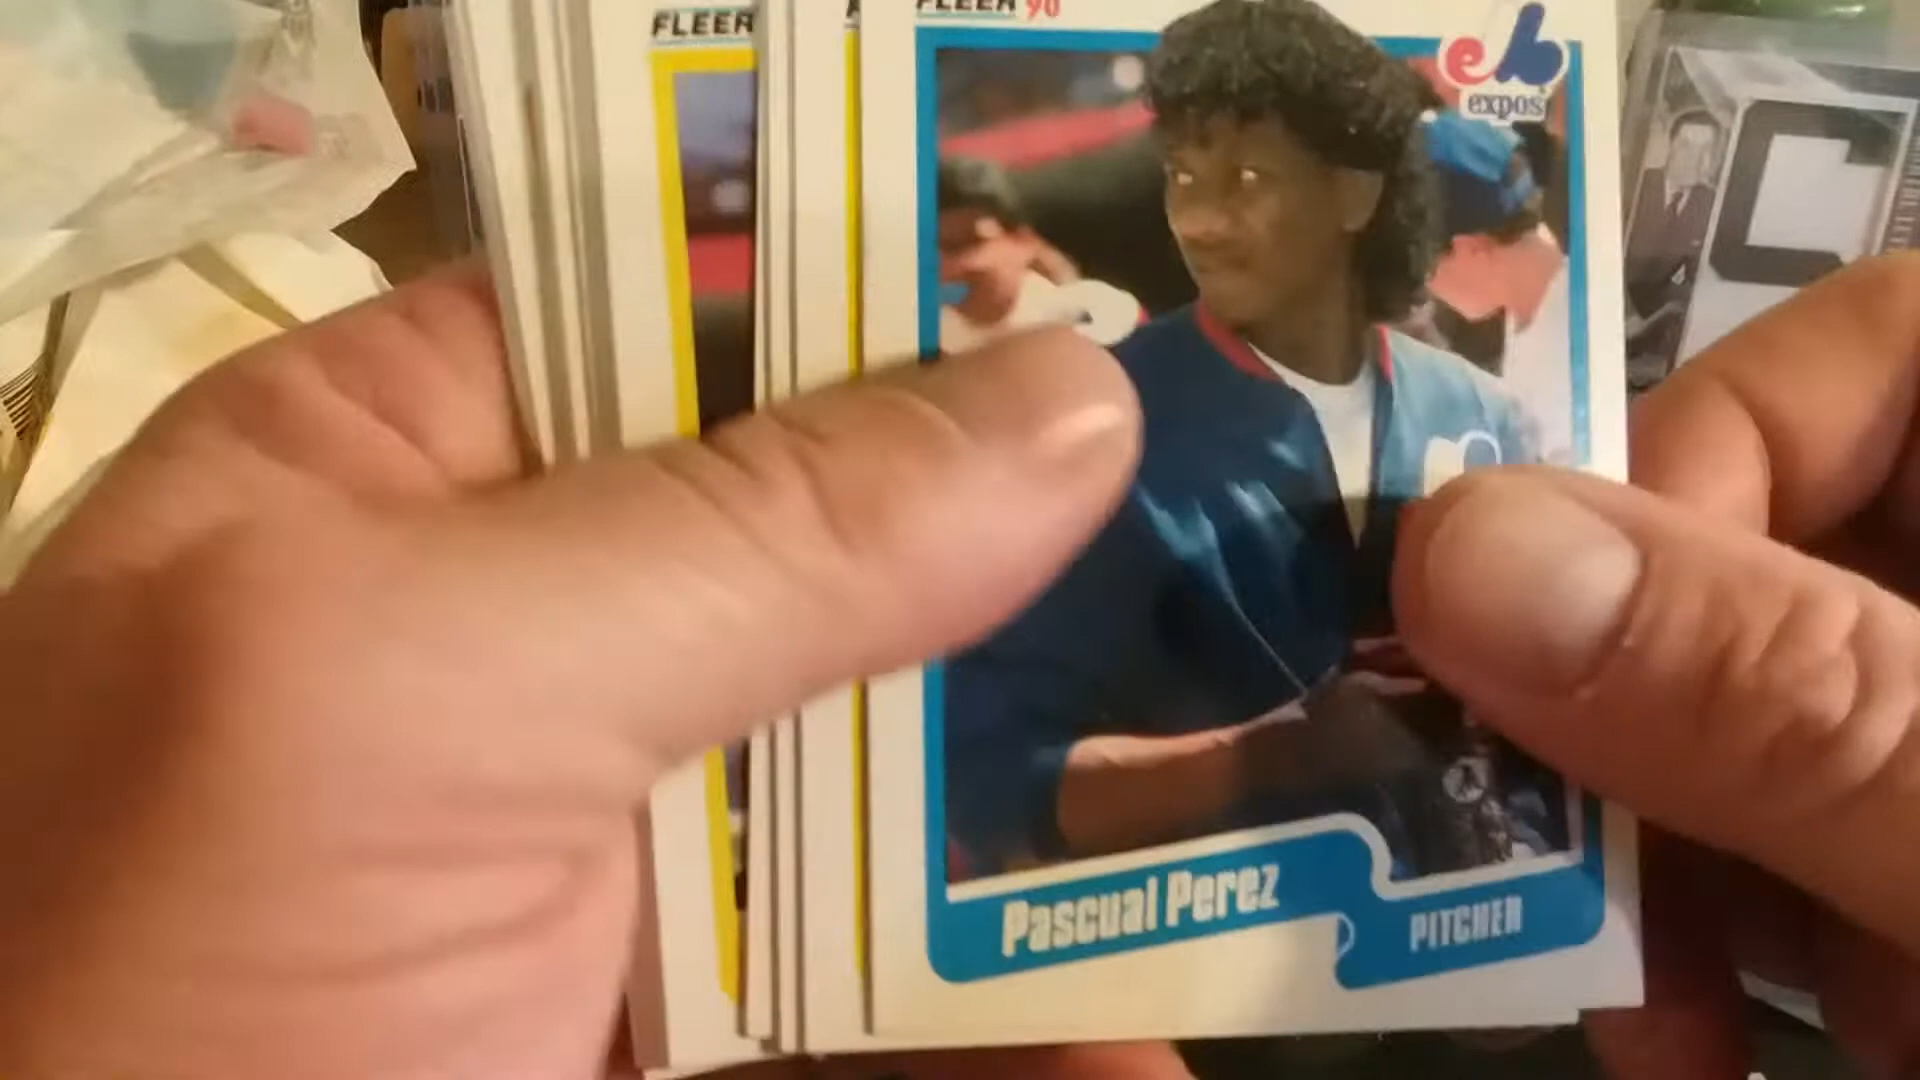 FLEER
FLEER 90
expos
Pascual Perez
PITCHER